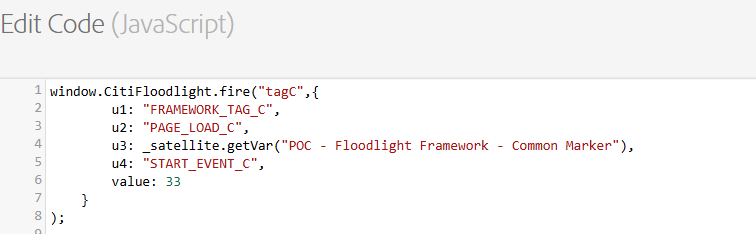 Edit Code (JavaScript)
1 window.CitiFloodlight.fire("tagC",{
2 u1: "FRAMEWORK_TAG_C",
3 u2: "PAGE_LOAD_C",
4 u3: _satellite.getVar("POC - Floodlight Framework - Common Marker"),
5 u4: "START_EVENT_C",
6 value: 33
7 }
8 );
9